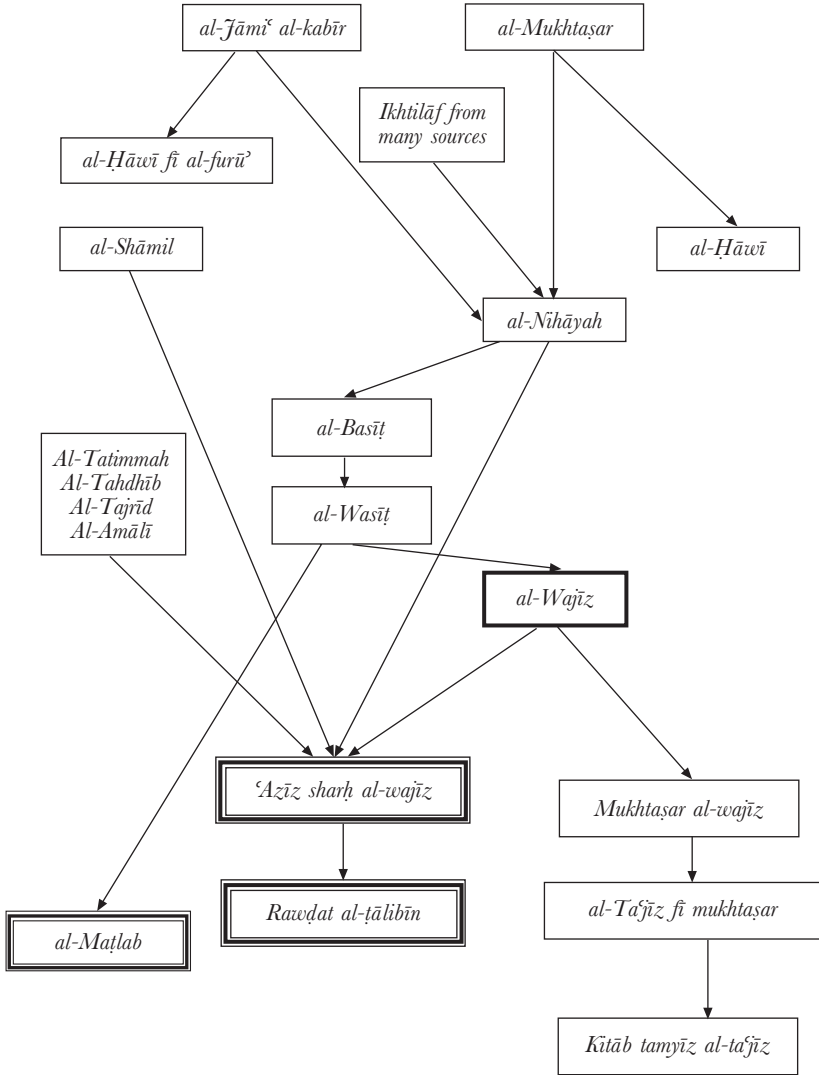 al-Jāmiʿ al-kabīr
al-Mukhtaṣar
Ikhtilāf from
many sources
al-Ḥāwī fī al-furūʾ
al-Shāmil
al-Ḥāwī
al-Nihāyah
al-Basīṭ
Al-Tatimmah
Al-Tahdhīb
Al-Tajrīd
Al-Amālī
al-Wasīṭ
al-Wajīz
ʿAzīz sharḥ al-wajīz
Mukhtaṣar al-wajīz
Rawḍat al-ṭālibīn
al-Taʿjīz fī mukhtaṣar
al-Maṭlab
Kitāb tamyīz al-taʿjīz